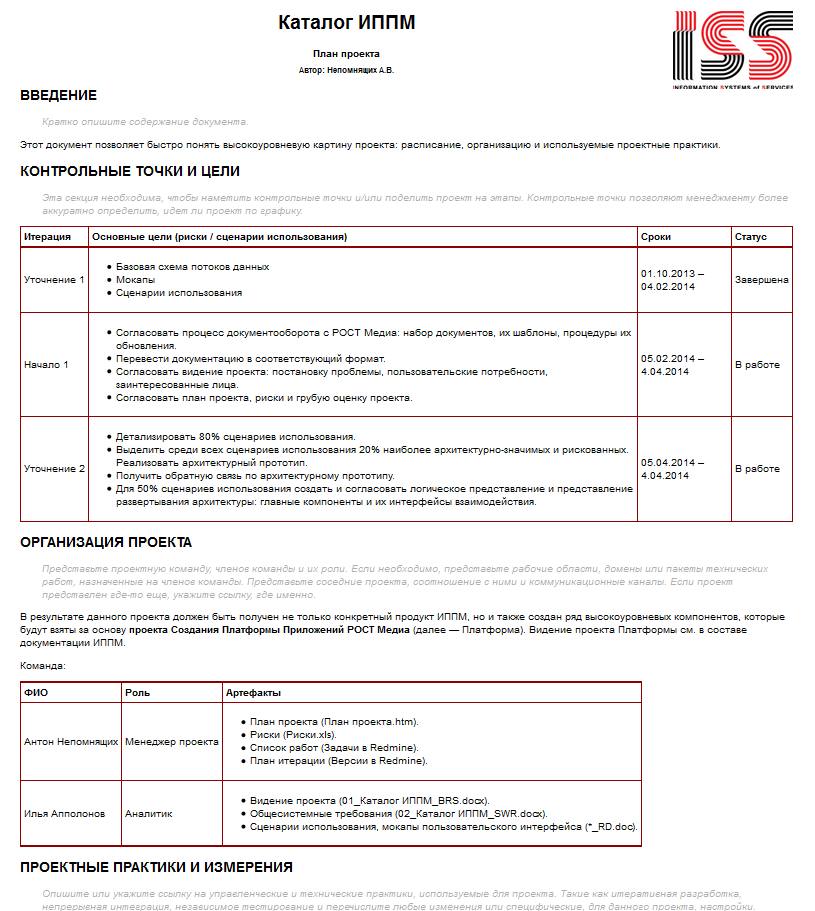 Каталог ИППМ
План проекта
Автор: Непомнящих А.В.
ISS
INFORMATION SYSTEMS of SERVICES
ВВЕДЕНИЕ
Кратко опишите содержание документа.
Этот документ позволяет быстро понять высокоуровневую картину проекта: расписание, организацию и используемые проектные практики.
КОНТРОЛЬНЫЕ ТОЧКИ И ЦЕЛИ
Эта секция необходима, чтобы наметить контрольные точки и/или поделить проект на этапы. Контрольные точки позволяют менеджменту более
аккуратно определить, идет ли проект по графику.
Итерация Основные цели (риски / сценарии использования) Сроки Статус
Уточнение 1
• Базовая схема потоков данных
• Мокапы
• Сценарии использования
01.10.2013 –
04.02.2014
Завершена
Начало 1
• Согласовать процесс документооборота с РОСТ Медиа: набор документов, их шаблоны, процедуры их
обновления.
• Перевести документацию в соответствующий формат.
• Согласовать видение проекта: постановку проблемы, пользовательские потребности,
заинтересованные лица.
• Согласовать план проекта, риски и грубую оценку проекта.
05.02.2014 –
4.04.2014
В работе
Уточнение 2
• Детализировать 80% сценариев использования.
• Выделить среди всех сценариев использования 20% наиболее архитектурно-значимых и рискованных.
Реализовать архитектурный прототип.
• Получить обратную связь по архитектурному прототипу.
• Для 50% сценариев использования создать и согласовать логическое представление и представление
развертывания архитектуры: главные компоненты и их интерфейсы взаимодействия.
05.04.2014 –
4.04.2014
В работе
ОРГАНИЗАЦИЯ ПРОЕКТА
Представьте проектную команду, членов команды и их роли. Если необходимо, представьте рабочие области, домены или пакеты технических
работ, назначенные на членов команды. Представьте соседние проекта, соотношение с ними и коммуникационные каналы. Если проект
представлен где-то еще, укажите ссылку, где именно.
В результате данного проекта должен быть получен не только конкретный продукт ИППМ, но и также создан ряд высокоуровневых компонентов, которые
будут взяты за основу проекта Создания Платформы Приложений РОСТ Медиа (далее — Платформа). Видение проекта Платформы см. в составе
документации ИППМ.
Команда:
ФИО Роль Артефакты
Антон Непомнящих Менеджер проекта
• План проекта (План проекта.htm).
• Риски (Риски.xls).
• Список работ (Задачи в Redmine).
• План итерации (Версии в Redmine).
Илья Апполонов Аналитик
• Видение проекта (01_Каталог ИППМ_BRS.docx).
• Общесистемные требования (02_Каталог ИППМ_SWR.docx).
• Сценарии использования, мокапы пользовательского интерфейса (*_RD.doc).
ПРОЕКТНЫЕ ПРАКТИКИ И ИЗМЕРЕНИЯ
Опишите или укажите ссылку на управленческие и технические практики, используемые для проекта. Такие как итеративная разработка,
непрерывная интеграция, независимое тестирование и перечислите любые изменения или специфические, для данного проекта, настройки.